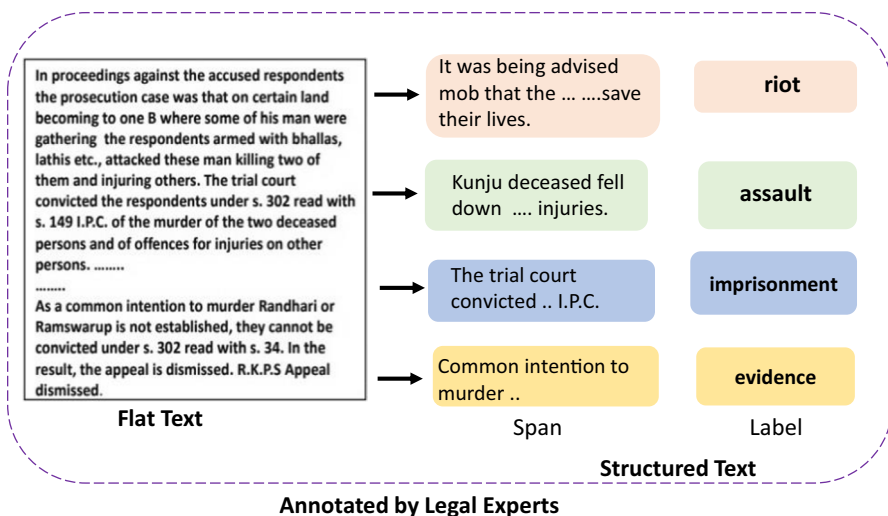 In proceedings against the accused respondents
the prosecution case was that on certain land
becoming to one B where some of his man were
gathering the respondents armed with bhallas,
lathis etc., attacked these man killing two of
them and injuring others. The trial court
convicted the respondents under s. 302 read with
s. 149 I.P.C. of the murder of the two deceased
persons and of offences for injuries on other
persons. ........
........
As a common intention to murder Randhari or
Ramswarup is not established, they cannot be
convicted under s. 302 read with s. 34. In the
result, the appeal is dismissed. R.K.P.S Appeal
dismissed.
Flat Text
It was being advised
mob that the ... ....save
their lives.
riot
Kunju deceased fell
down .... injuries.
assault
The trial court
convicted .. I.P.C.
imprisonment
Common intention to
murder ..
evidence
Span
Label
Structured Text
Annotated by Legal Experts